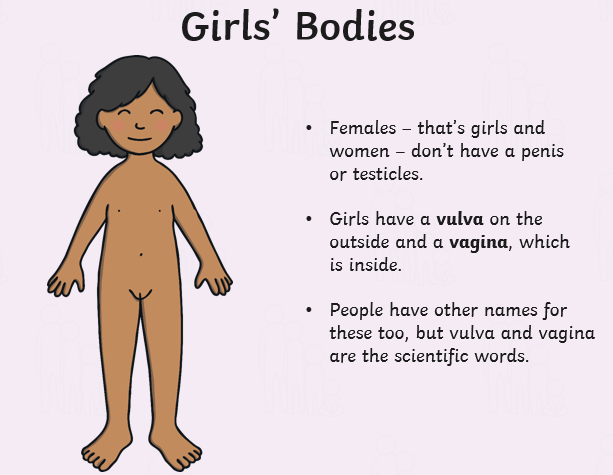 Girls’ Bodies
• Females – that’s girls and
women – don’t have a penis
or testicles.
• Girls have a vulva on the
outside and a vagina, which
is inside.
• People have other names for
these too, but vulva and vagina
are the scientific words.